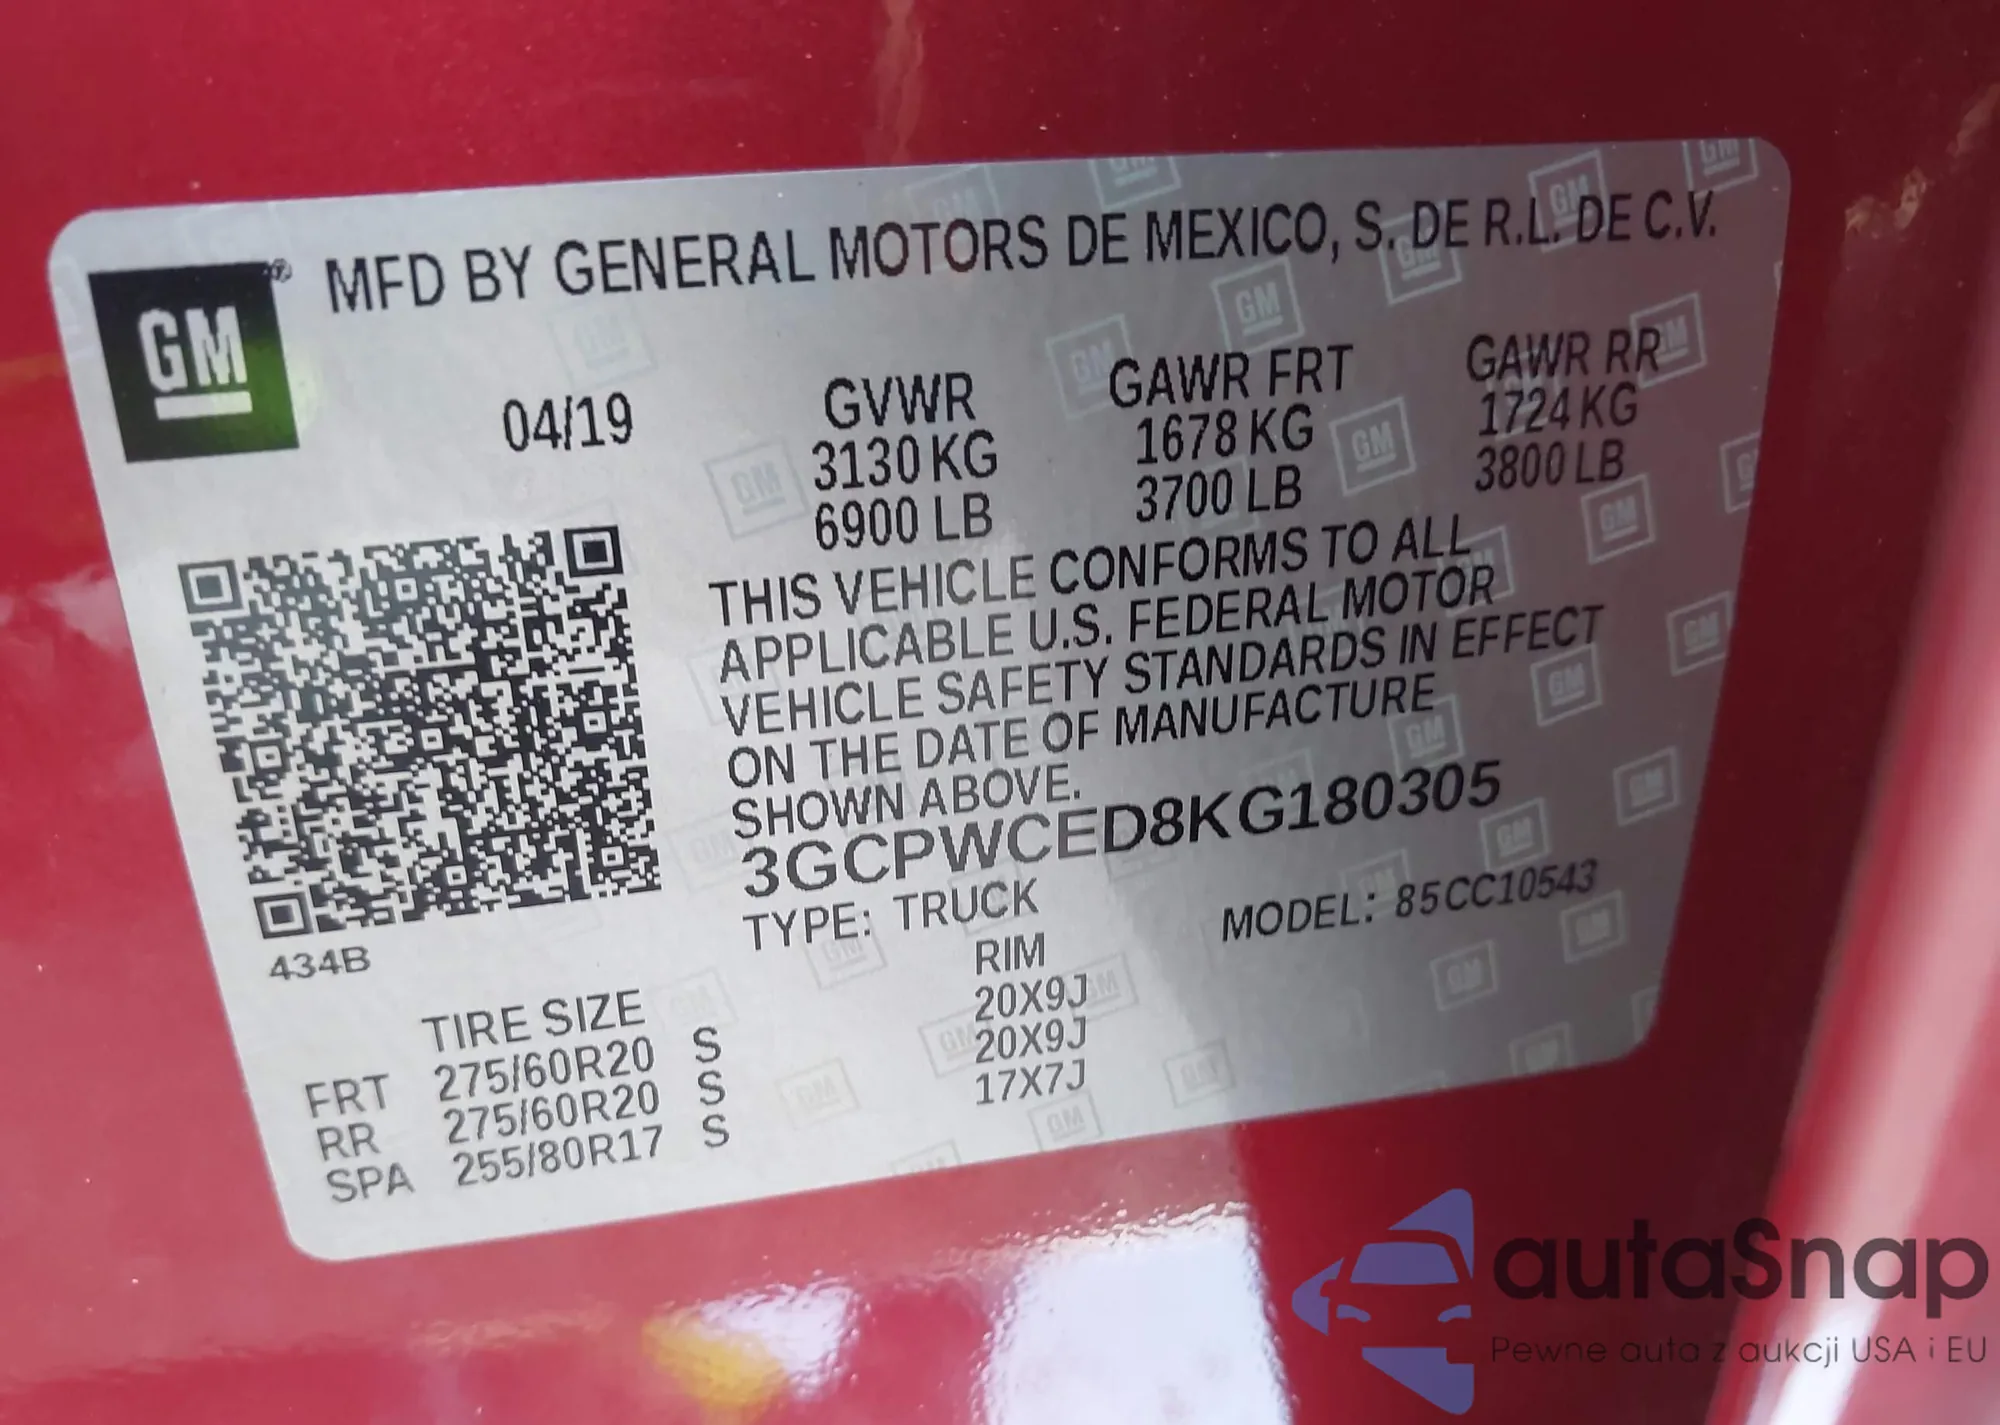 GM
MFD BY GENERAL MOTORS DE MEXICO, S. DE R.L. DE C.V.
04/19
GVWR
3130 KG
6900 LB
GAWR FRT
1678 KG
3700 LB
GAWR RR
1724 KG
3800 LB
THIS VEHICLE CONFORMS TO ALL
APPLICABLE U.S. FEDERAL MOTOR
VEHICLE SAFETY STANDARDS IN EFFECT
ON THE DATE OF MANUFACTURE
SHOWN ABOVE.
3GCPWCED8KG180305
TYPE: TRUCK MODEL: 85CC10543
434B
TIRE SIZE RIM
FRT 275/60R20 S 20X9J
RR 275/60R20 S 20X9J
SPA 255/80R17 S 17X7J
autaSnap
Pewne auta z aukcji USA i EU